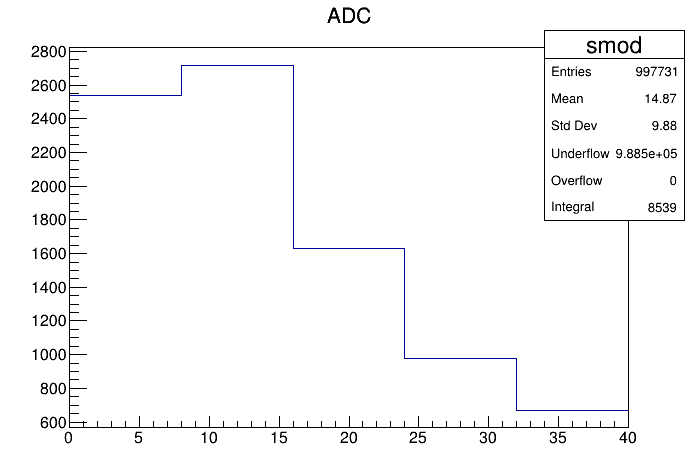 ADC
smod
Entries 997731
Mean 14.87
Std Dev 9.88
Underflow 9.885e+05
Overflow 0
Integral 8539
2800
2600
2400
2200
2000
1800
1600
1400
1200
1000
800
600
0 5 10 15 20 25 30 35 40